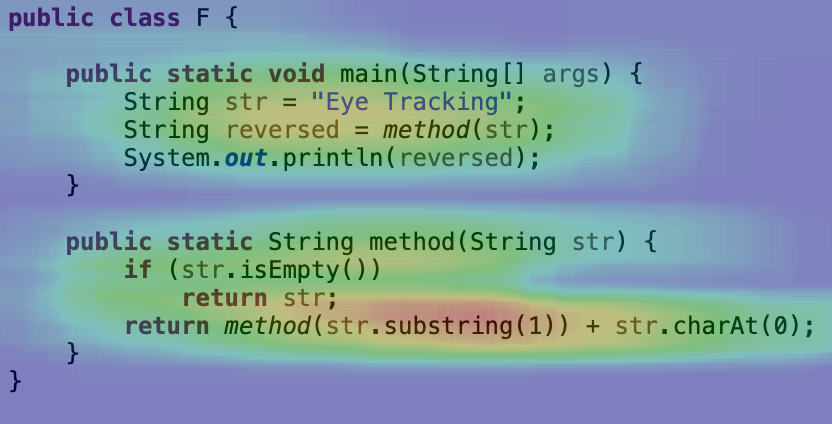 public class F {
public static void main(String[] args) {
String str = "Eye Tracking";
String reversed = method(str);
System.out.println(reversed);
}
public static String method(String str) {
if (str.isEmpty())
return str;
return method(str.substring(1)) + str.charAt(0);
}
}